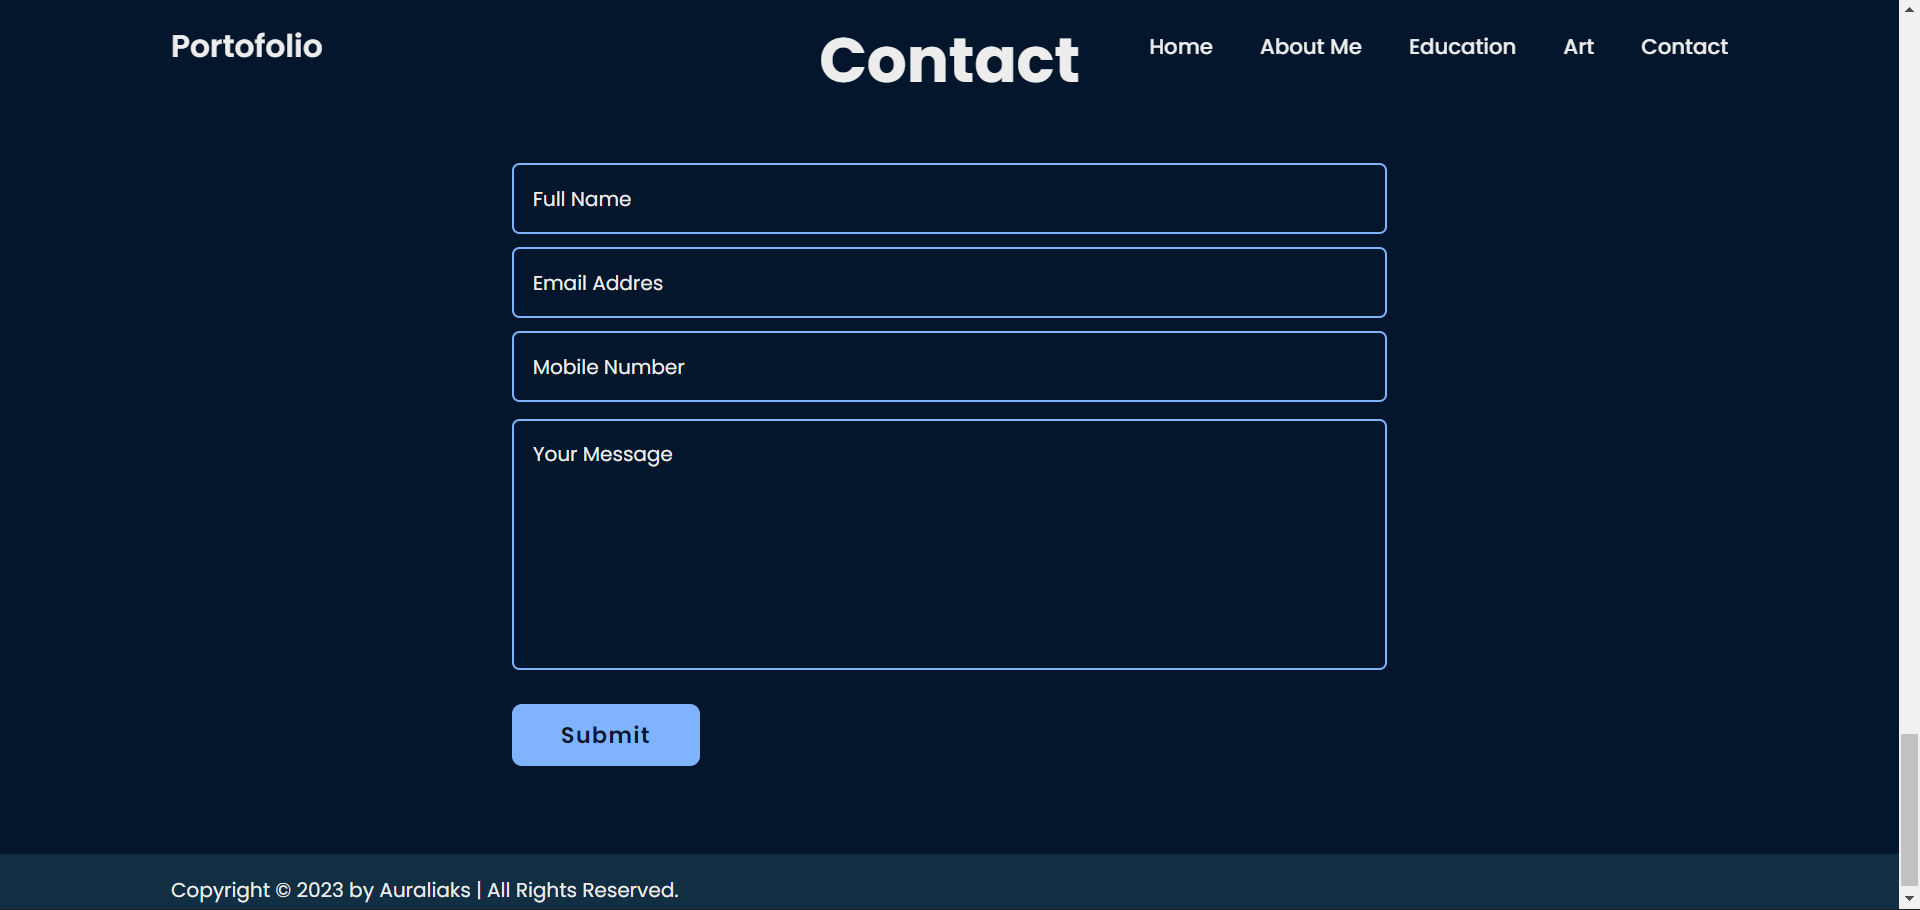 Portofolio
Contact
Home About Me Education Art Contact
Full Name
Email Addres
Mobile Number
Your Message
Submit
Copyright © 2023 by Auraliaks | All Rights Reserved.